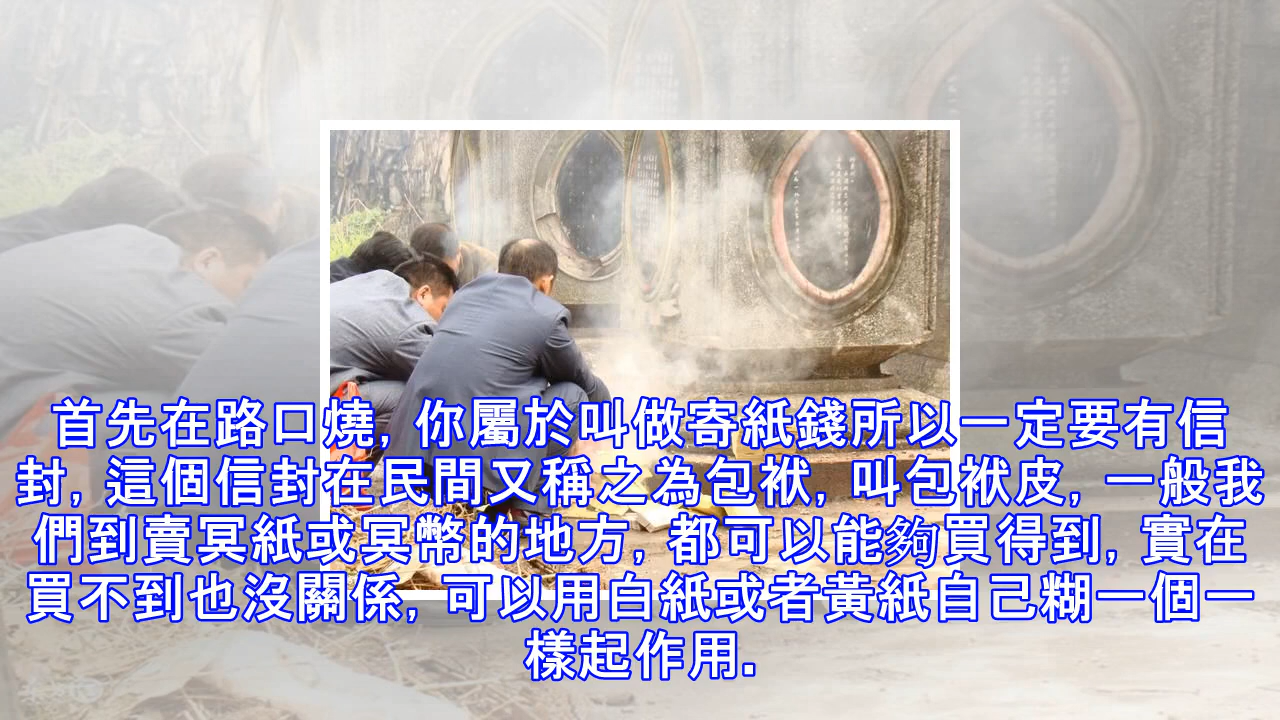 首先在路口燒, 你屬於叫做寄紙錢所以一定要有信
封, 這個信封在民間又稱之為包袱, 叫包袱皮, 一般我
們到賣冥紙或冥幣的地方, 都可以能夠買得到, 實在
買不到也沒關係, 可以用白紙或者黃紙自己糊一個一
樣起作用.